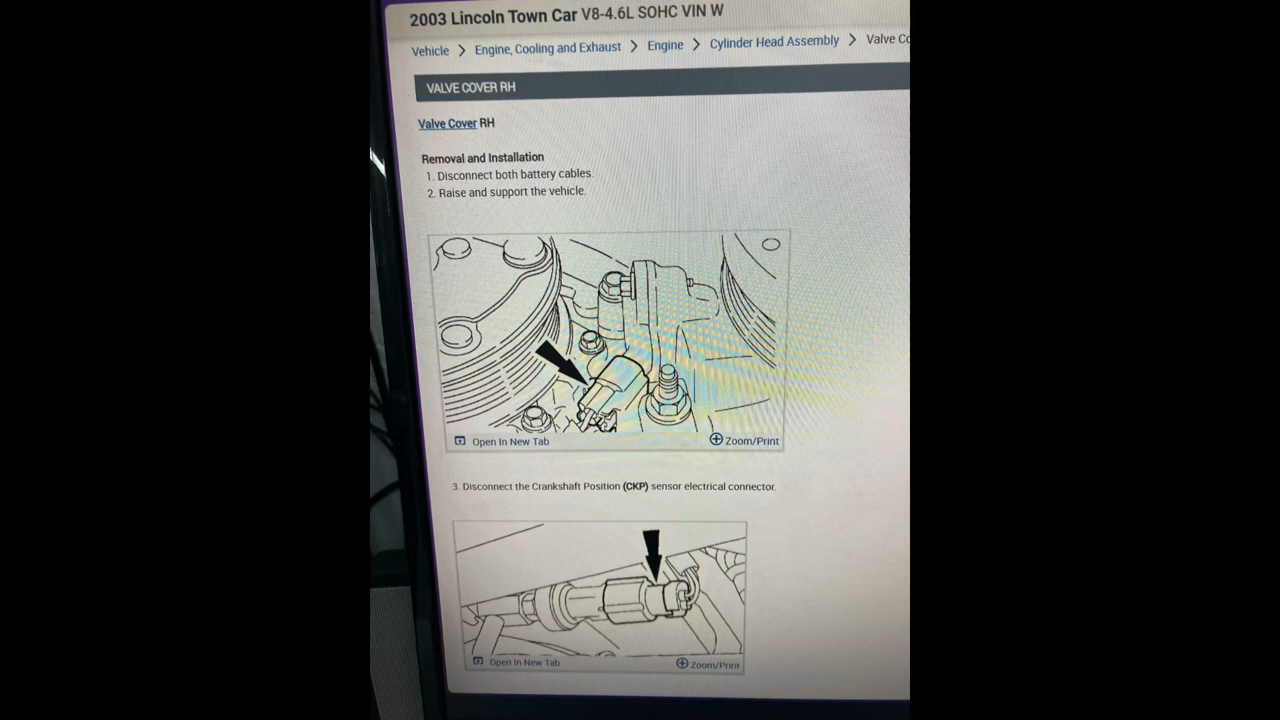 2003 Lincoln Town Car V8-4.6L SOHC VIN W
Vehicle > Engine, Cooling and Exhaust > Engine > Cylinder Head Assembly > Valve Co
VALVE COVER RH
Valve Cover RH
Removal and Installation
1. Disconnect both battery cables.
2. Raise and support the vehicle.
Open In New Tab Zoom/Print
3. Disconnect the Crankshaft Position (CKP) sensor electrical connector.
Open In New Tab Zoom/Print